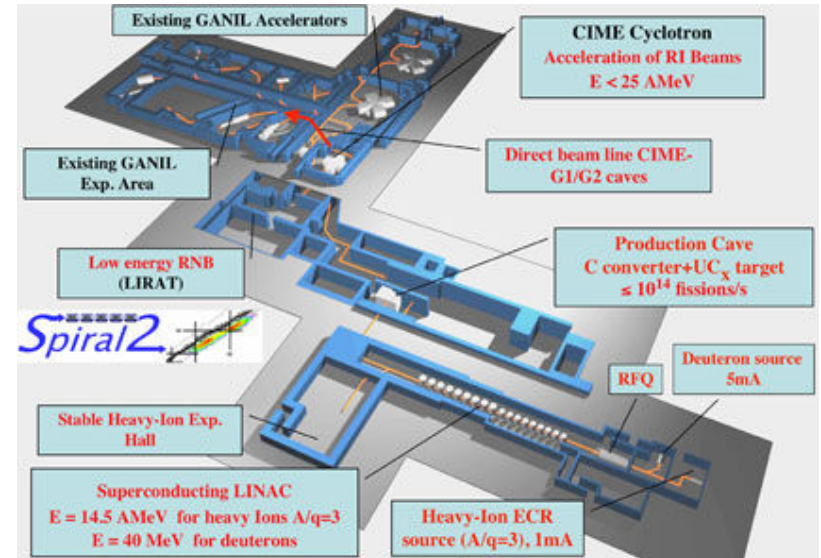 Existing GANIL Accelerators
CIME Cyclotron
Acceleration of RI Beams
E < 25 AMeV
Existing GANIL
Exp. Area
Direct beam line CIME-
G1/G2 caves
Low energy RNB
(LIRAT)
Production Cave
C converter+UCx target
≤ 10¹⁴ fissions/s
Spiral2
Deuteron source
5mA
RFQ
Stable Heavy-Ion Exp.
Hall
Superconducting LINAC
E = 14.5 AMeV for heavy Ions A/q=3
E = 40 MeV for deuterons
Heavy-Ion ECR
source (A/q=3), 1mA